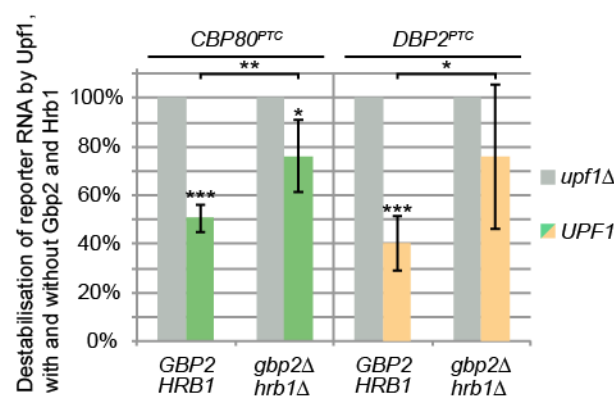 Destabilisation of reporter RNA by Upf1,
with and without Gbp2 and Hrb1
CBP80ᴾᵀᶜ DBP2ᴾᵀᶜ
** *
100%
80%
60%
40%
20%
0%
*** * ***
GBP2 gbp2Δ GBP2 gbp2Δ
HRB1 hrb1Δ HRB1 hrb1Δ
upf1Δ
UPF1